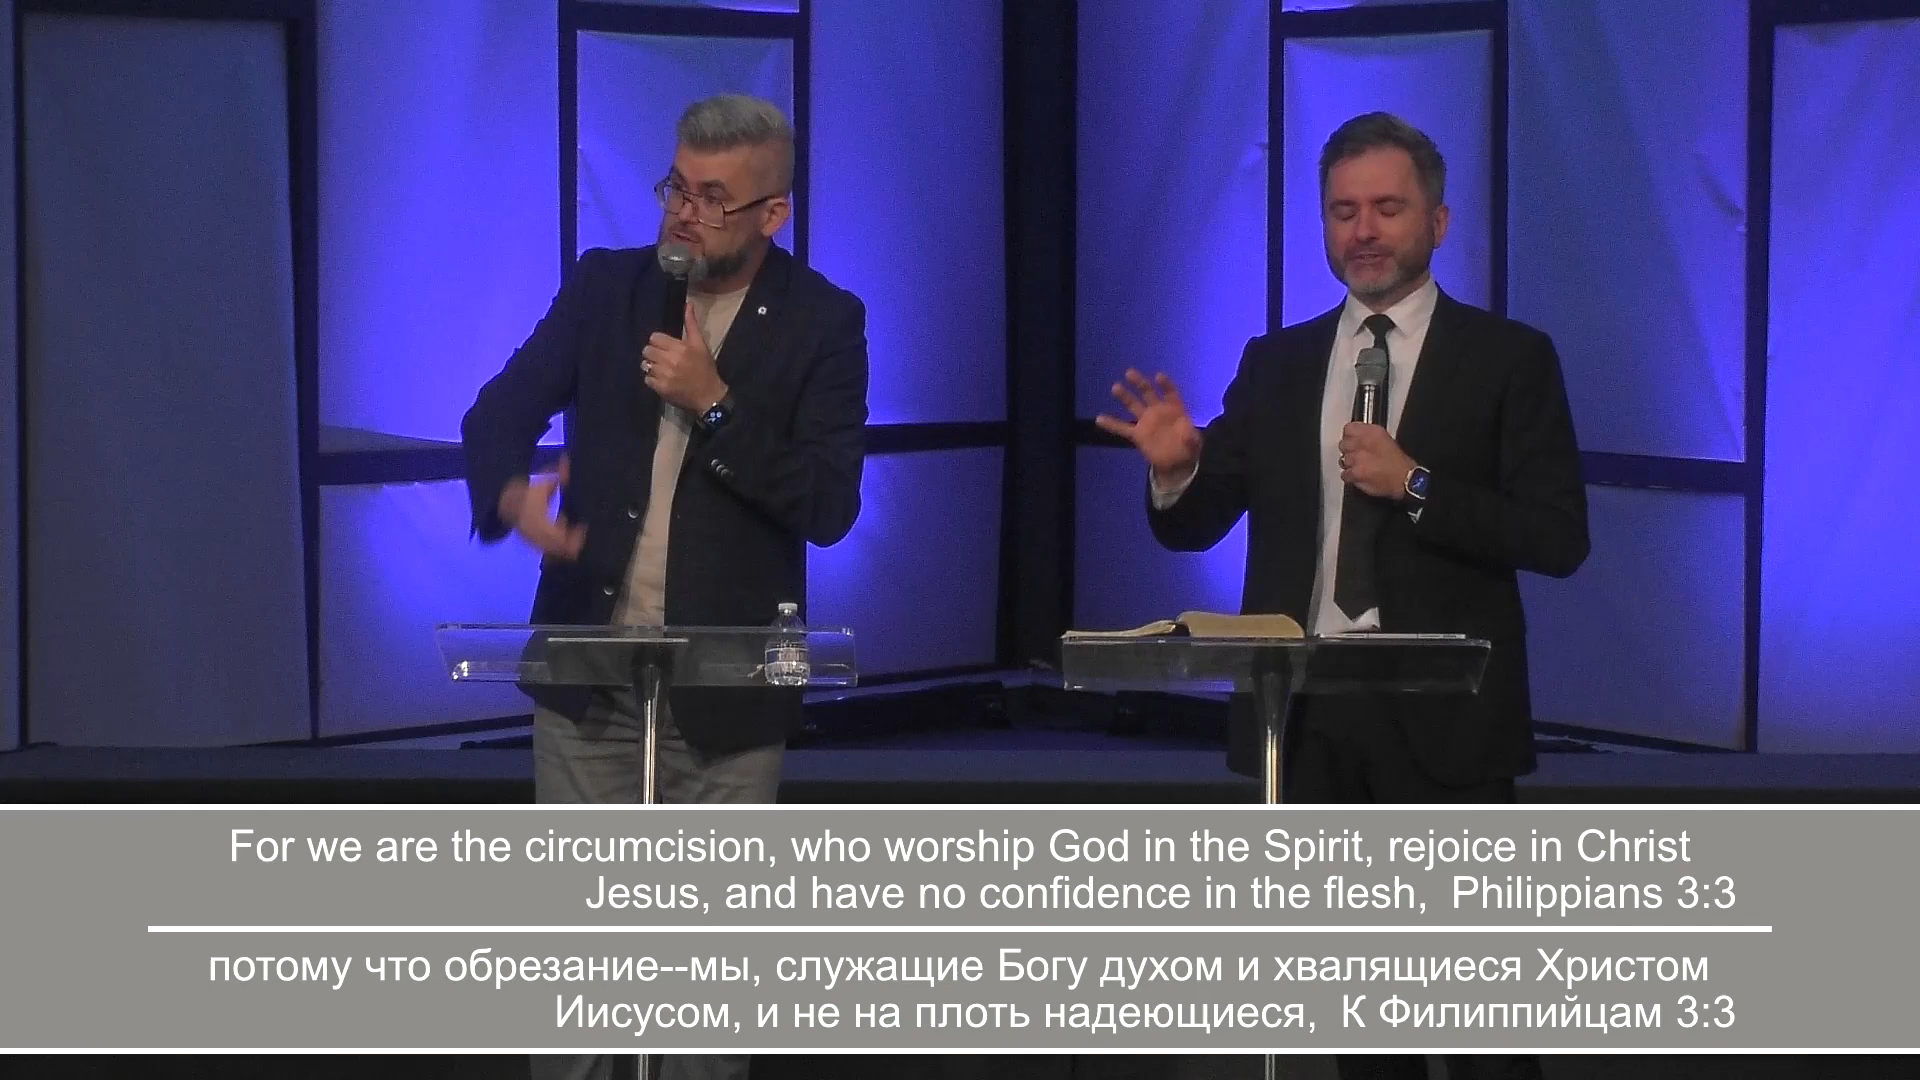 For we are the circumcision, who worship God in the Spirit, rejoice in Christ
Jesus, and have no confidence in the flesh,  Philippians 3:3
потому что обрезание--мы, служащие Богу духом и хвалящиеся Христом
Иисусом, и не на плоть надеющиеся,  К Филиппийцам 3:3